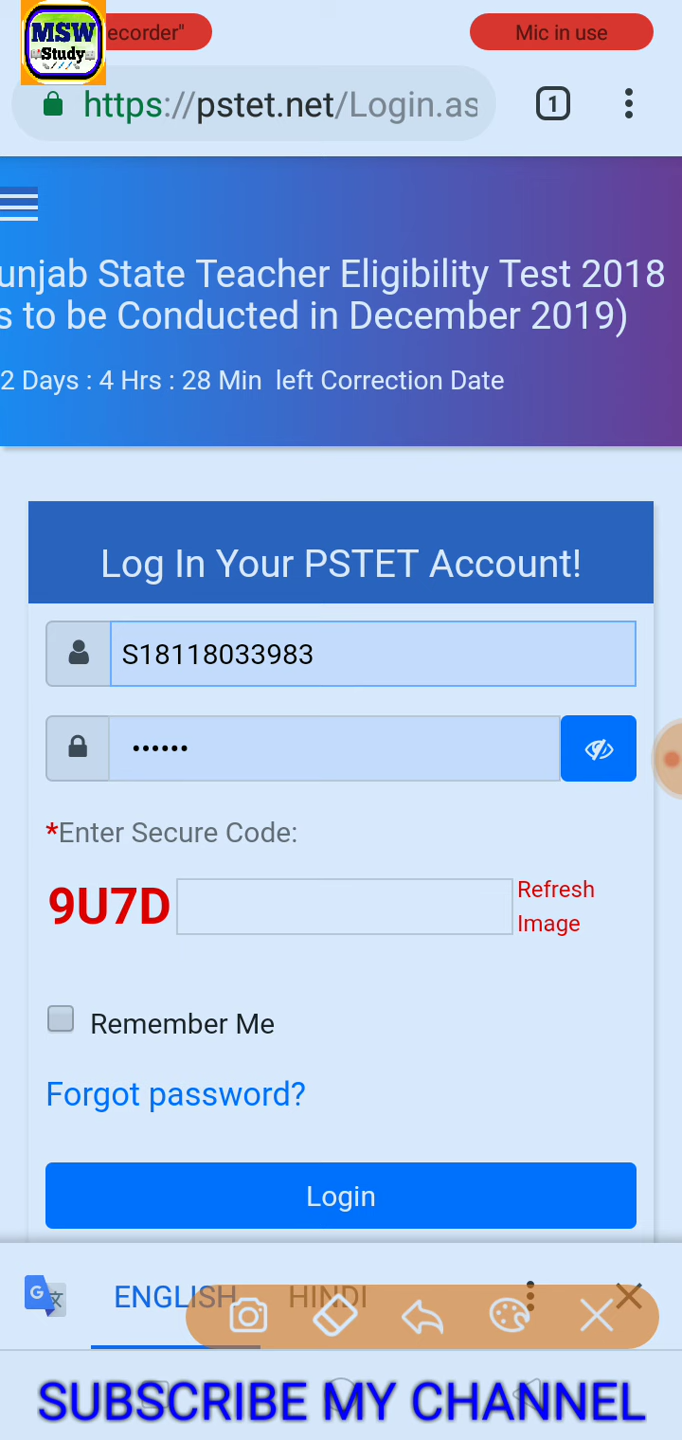 MSW
Study
ecorder"
Mic in use
https://pstet.net/Login.as
1
unjab State Teacher Eligibility Test 2018
s to be Conducted in December 2019)
2 Days : 4 Hrs : 28 Min left Correction Date
Log In Your PSTET Account!
S18118033983
••••••
*Enter Secure Code:
9U7D
Refresh
Image
Remember Me
Forgot password?
Login
G
ENGLISH
HINDI
SUBSCRIBE MY CHANNEL